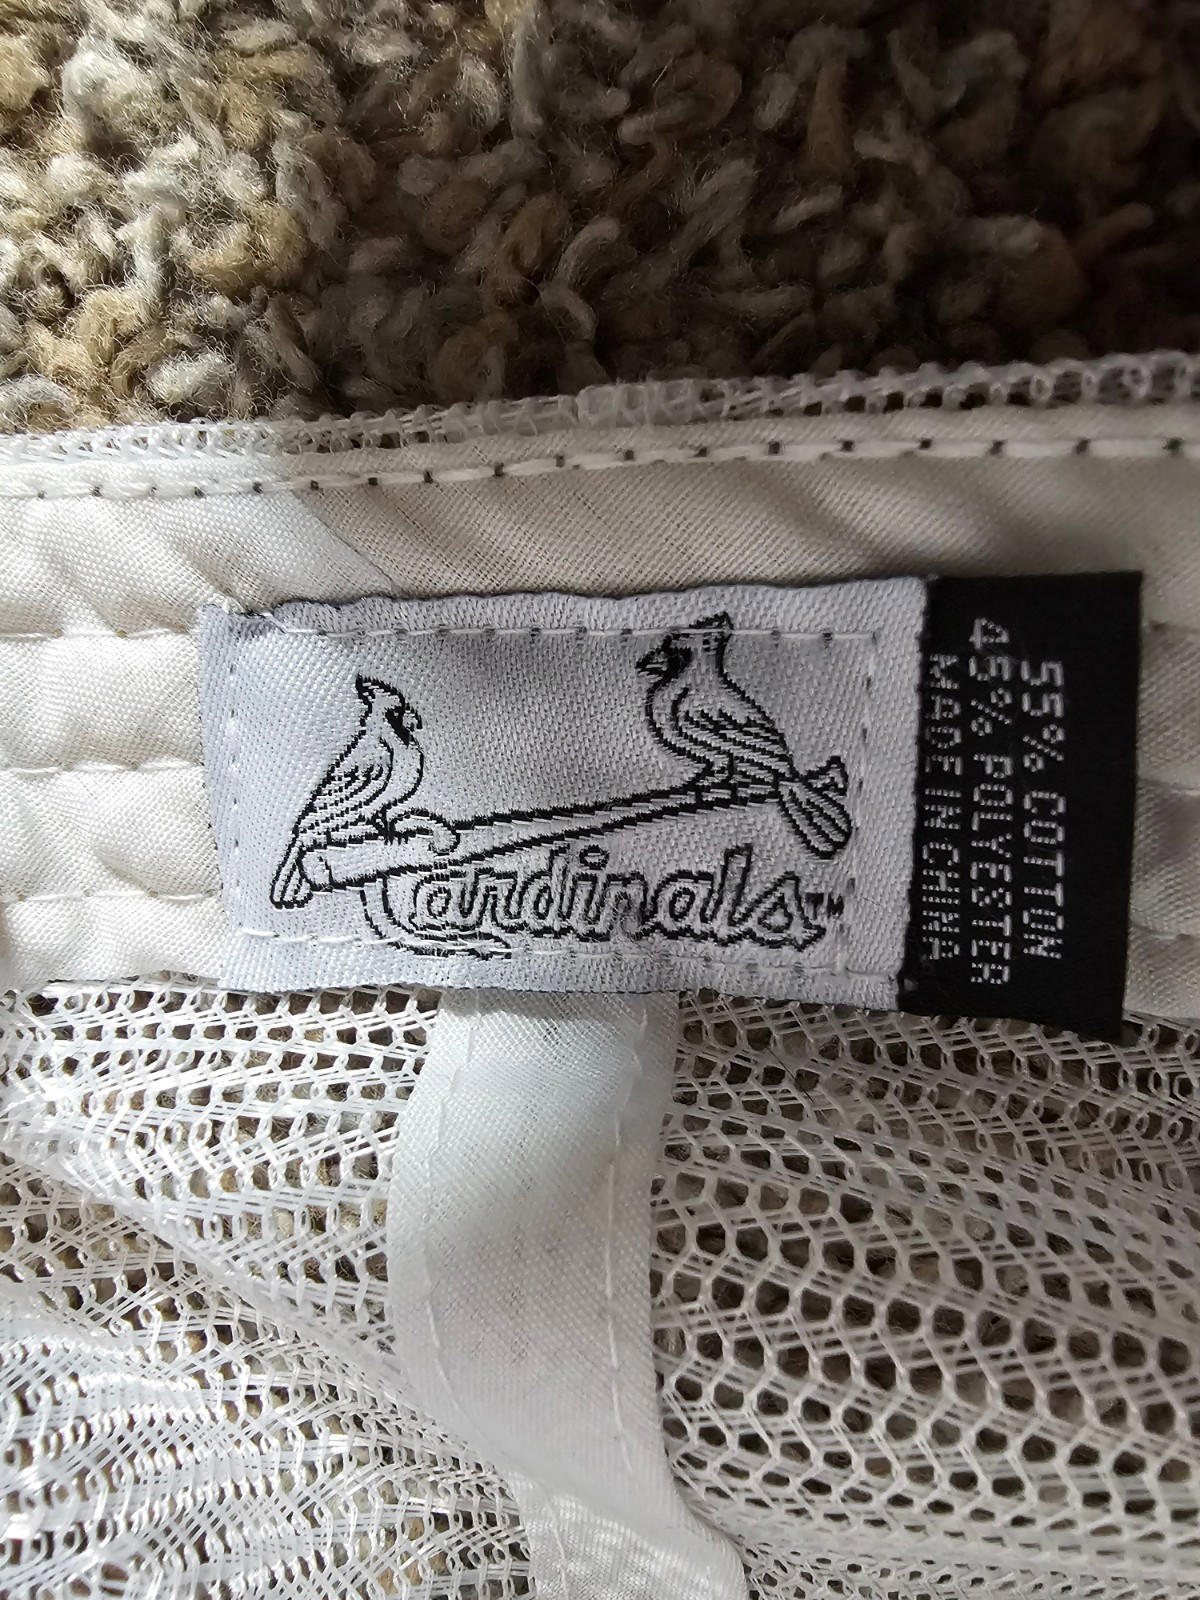 Cardinals™
55% COTTON
45% POLYESTER
MADE IN CHINA